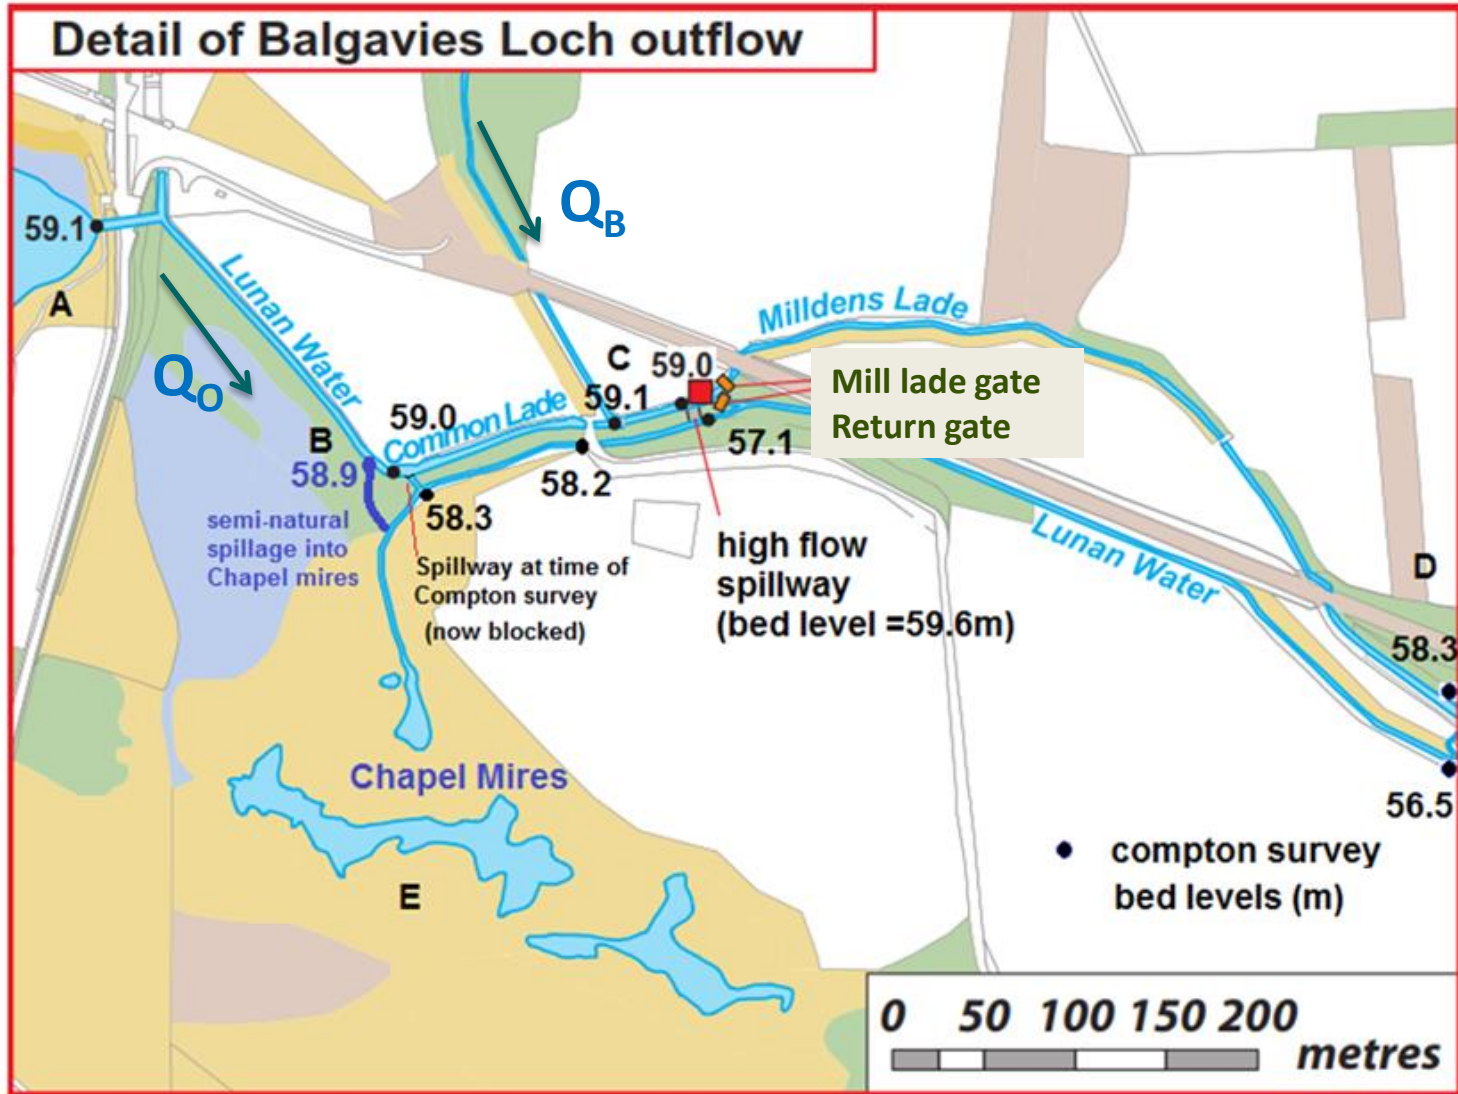 Detail of Balgavies Loch outflow
Q_B
59.1
A
Lunan Water
Q_O
Milldens Lade
C
59.0
Mill lade gate
Return gate
59.1
59.0
Common Lade
B
58.9
57.1
58.2
58.3
semi-natural
spillage into
Chapel mires
Spillway at time of
Compton survey
(now blocked)
high flow
spillway
(bed level =59.6m)
Lunan Water
D
58.3
56.5
Chapel Mires
E
compton survey
bed levels (m)
0 50 100 150 200
metres